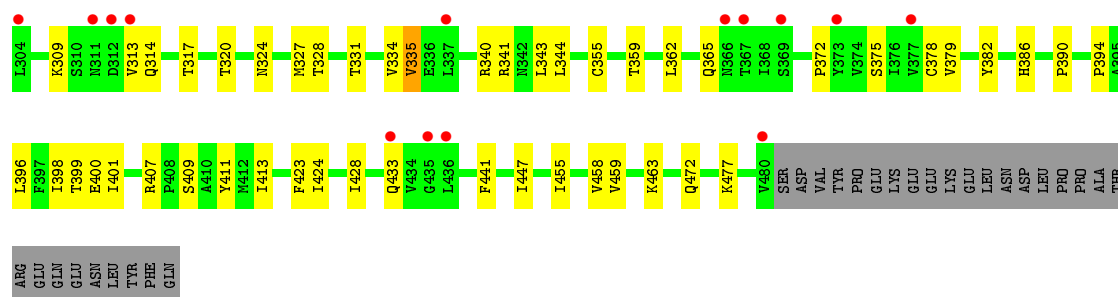 L304 K309 S310 N311 D312 V313 Q314 T317 T320 N324 M327 T328 T331 V334 V335 E336 L337 R340 R341 N342 L343 L344 C355 T359 L362 Q365 N366 T367 I368 S369 P372 Y373 V374 S375 I376 V377 C378 V379 Y382 H386 P390 P394 A395
L396 F397 I398 T399 E400 I401 R407 P408 S409 A410 Y411 M412 I413 F423 I424 I428 Q433 V434 G435 L436 F441 I447 I455 V458 V459 K463 Q472 K477 V480 SER ASP VAL TYR PRO GLU LYS GLU GLU LYS GLU LEU ASN ASP LEU PRO PRO ALA THR
ARG GLU GLN GLU ASN LEU TYR PHE GLN